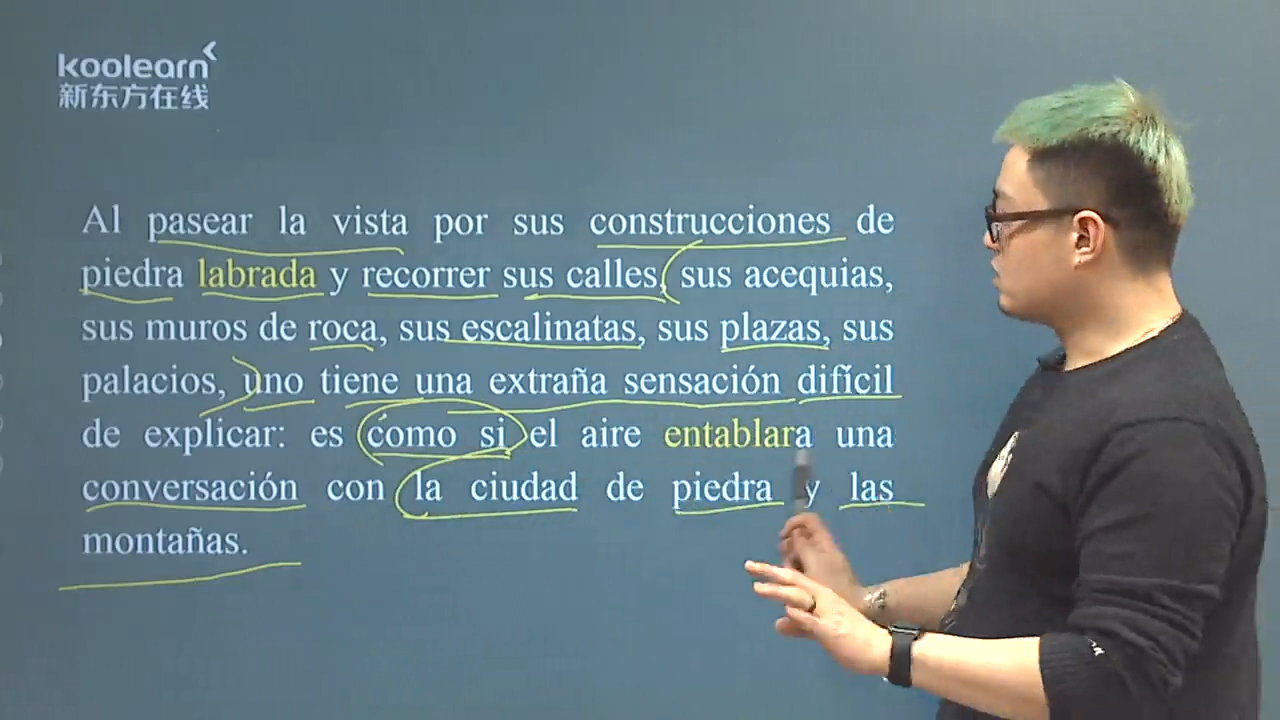 koolearn
新东方在线
Al pasear la vista por sus construcciones de
piedra labrada y recorrer sus calles, sus acequias,
sus muros de roca, sus escalinatas, sus plazas, sus
palacios, uno tiene una extraña sensación difícil
de explicar: es como si el aire entablara una
conversación con la ciudad de piedra y las
montañas.